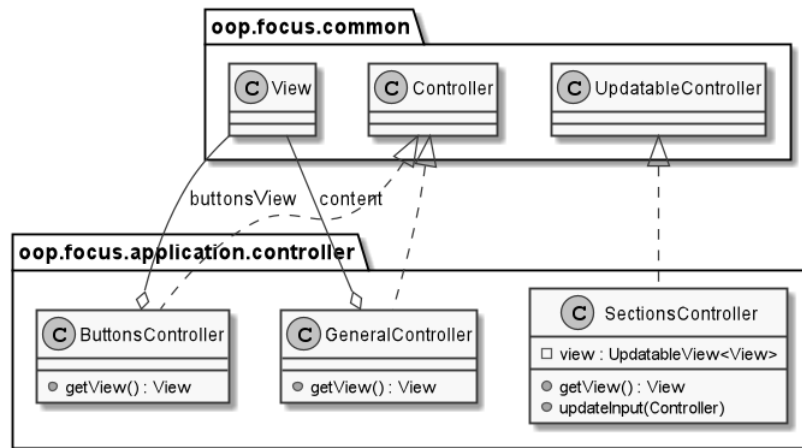 oop.focus.common
C View
C Controller
C UpdatableController
buttonsView
content
oop.focus.application.controller
C ButtonsController
getView() : View
C GeneralController
getView() : View
C SectionsController
view : UpdatableView<View>
getView() : View
updateInput(Controller)